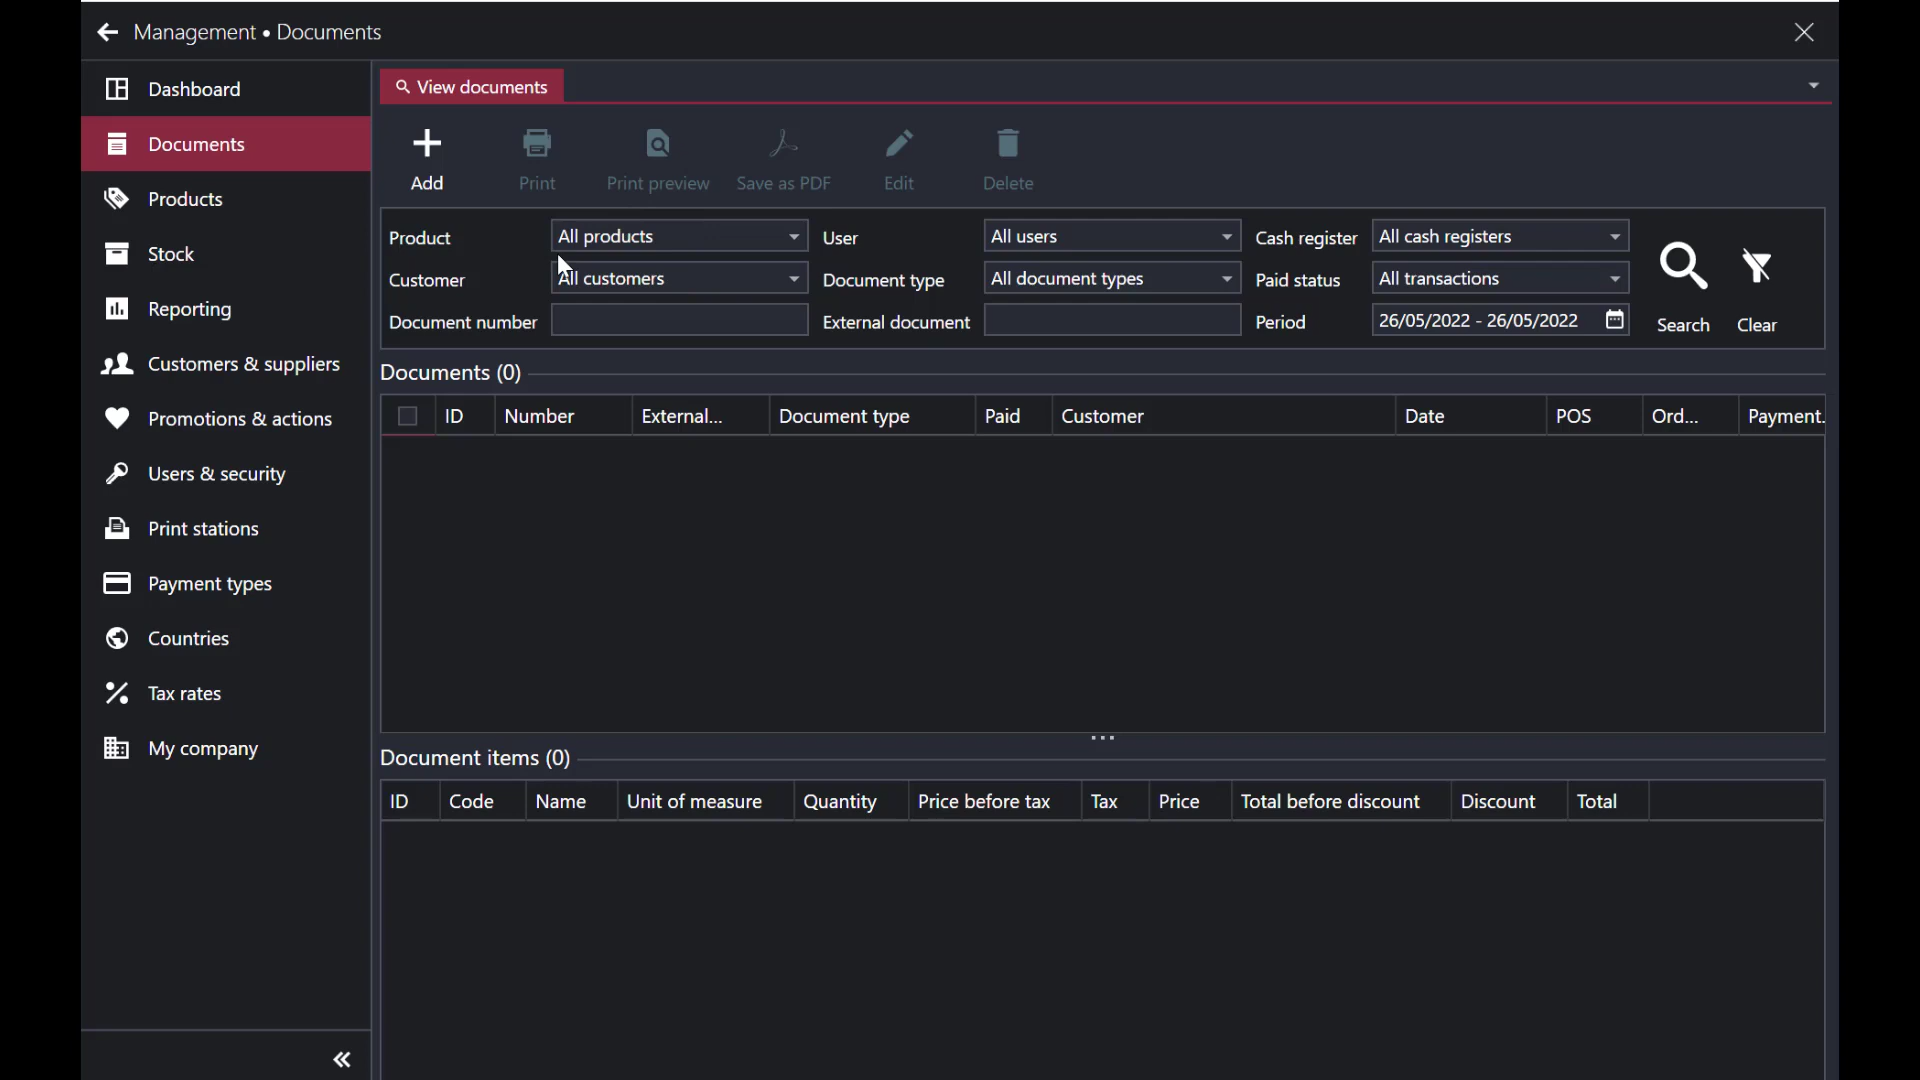 Management • Documents
Dashboard
Documents
Products
Stock
Reporting
Customers & suppliers
Promotions & actions
Users & security
Print stations
Payment types
Countries
Tax rates
My company
View documents
Add Print Print preview Save as PDF Edit Delete
Product All products User All users Cash register All cash registers
Customer All customers Document type All document types Paid status All transactions
Document number External document Period 26/05/2022 - 26/05/2022 Search Clear
Documents (0)
ID Number External... Document type Paid Customer Date POS Ord... Payment.
Document items (0)
ID Code Name Unit of measure Quantity Price before tax Tax Price Total before discount Discount Total